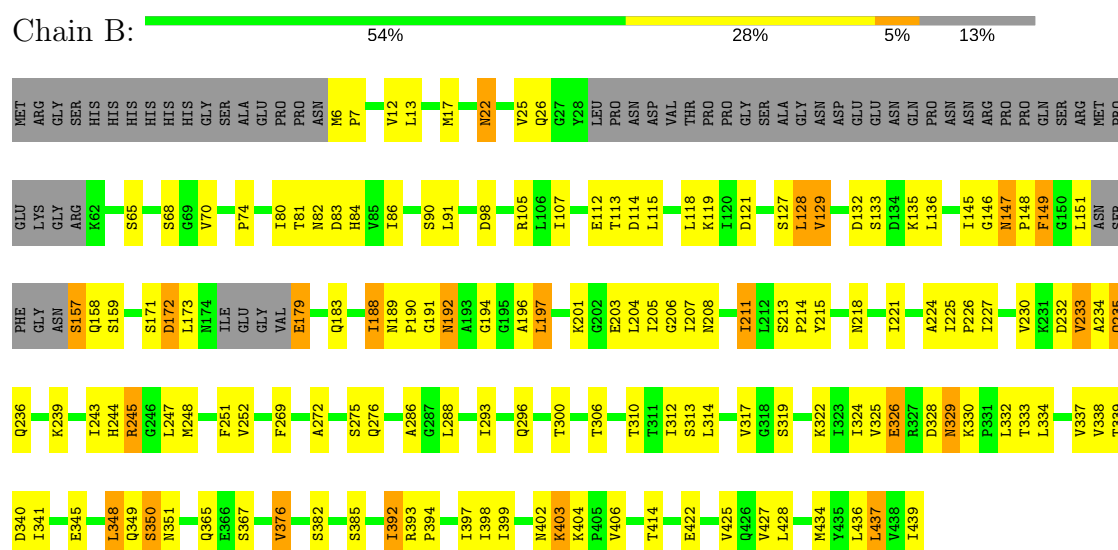 Chain B:
54% 28% 5% 13%
MET ARG GLY SER HIS HIS HIS HIS HIS HIS GLY SER ALA GLU PRO PRO ASN M6 P7 V12 L13 M17 N22 V25 Q26 G27 Y28 LEU PRO ASN ASP VAL THR PRO PRO GLY SER ALA GLY ASN ASP GLU GLU ASN GLN PRO ASN ASN ARG PRO PRO GLN SER ARG MET PRO
GLU LYS GLY ARG K62 S65 S68 G69 V70 P74 I80 T81 N82 D83 H84 V85 I86 S90 L91 D98 R105 L106 I107 E112 T113 D114 L115 L118 K119 I120 D121 S127 L128 V129 D132 S133 D134 K135 L136 I145 G146 N147 P148 F149 G150 L151 ASN SER
PHE GLY ASN S157 Q158 S159 S171 D172 L173 N174 ILE GLU GLY VAL E179 Q183 I188 N189 P190 G191 N192 A193 G194 G195 A196 L197 K201 G202 E203 L204 I205 G206 I207 N208 I211 L212 S213 P214 Y215 N218 I221 A224 I225 P226 I227 V230 K231 D232 V233 A234 Q235
Q236 K239 I243 H244 R245 G246 L247 M248 F251 V252 F269 A272 S275 Q276 A286 G287 L288 I293 Q296 T300 T306 T310 T311 I312 S313 L314 V317 G318 S319 K322 I323 I324 V325 E326 R327 D328 N329 K330 P331 L332 T333 L334 V337 V338 T339
D340 I341 E345 L348 Q349 S350 N351 Q365 E366 S367 V376 S382 S385 I392 R393 P394 I397 I398 I399 N402 K403 K404 P405 V406 T414 E422 V425 Q426 V427 L428 M434 Y435 L436 L437 V438 I439